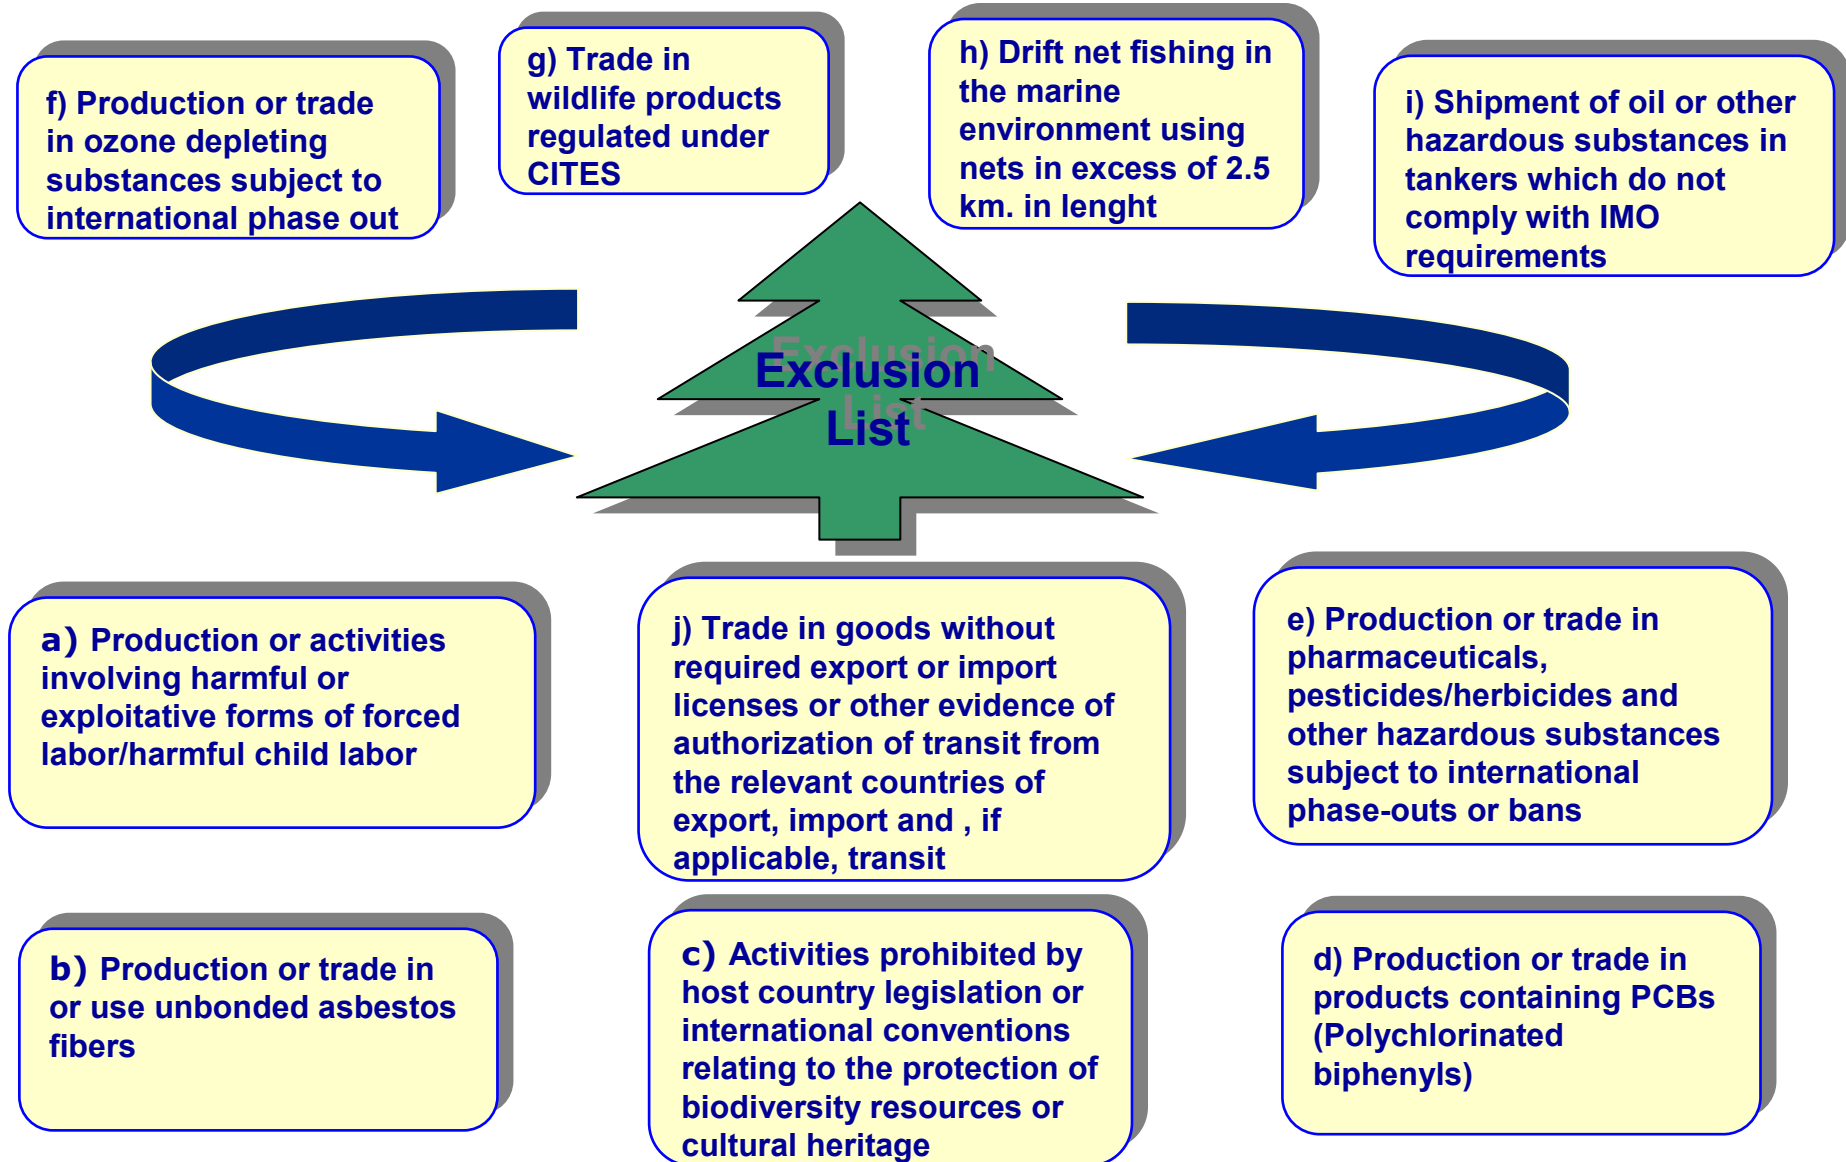 f) Production or trade
in ozone depleting
substances subject to
international phase out
g) Trade in
wildlife products
regulated under
CITES
h) Drift net fishing in
the marine
environment using
nets in excess of 2.5
km. in lenght
i) Shipment of oil or other
hazardous substances in
tankers which do not
comply with IMO
requirements
Exclusion
List
a) Production or activities
involving harmful or
exploitative forms of forced
labor/harmful child labor
j) Trade in goods without
required export or import
licenses or other evidence of
authorization of transit from
the relevant countries of
export, import and , if
applicable, transit
e) Production or trade in
pharmaceuticals,
pesticides/herbicides and
other hazardous substances
subject to international
phase-outs or bans
b) Production or trade in
or use unbonded asbestos
fibers
c) Activities prohibited by
host country legislation or
international conventions
relating to the protection of
biodiversity resources or
cultural heritage
d) Production or trade in
products containing PCBs
(Polychlorinated
biphenyls)